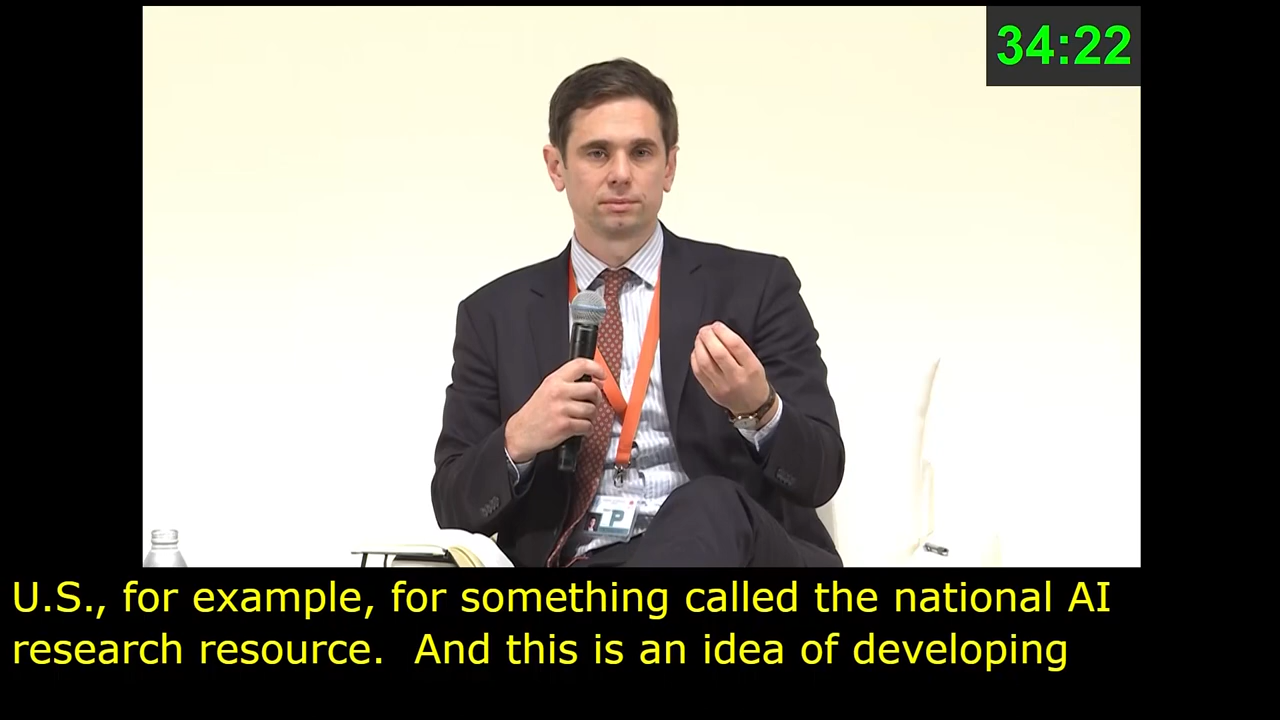 34:22
TP
U.S., for example, for something called the national AI
research resource.  And this is an idea of developing